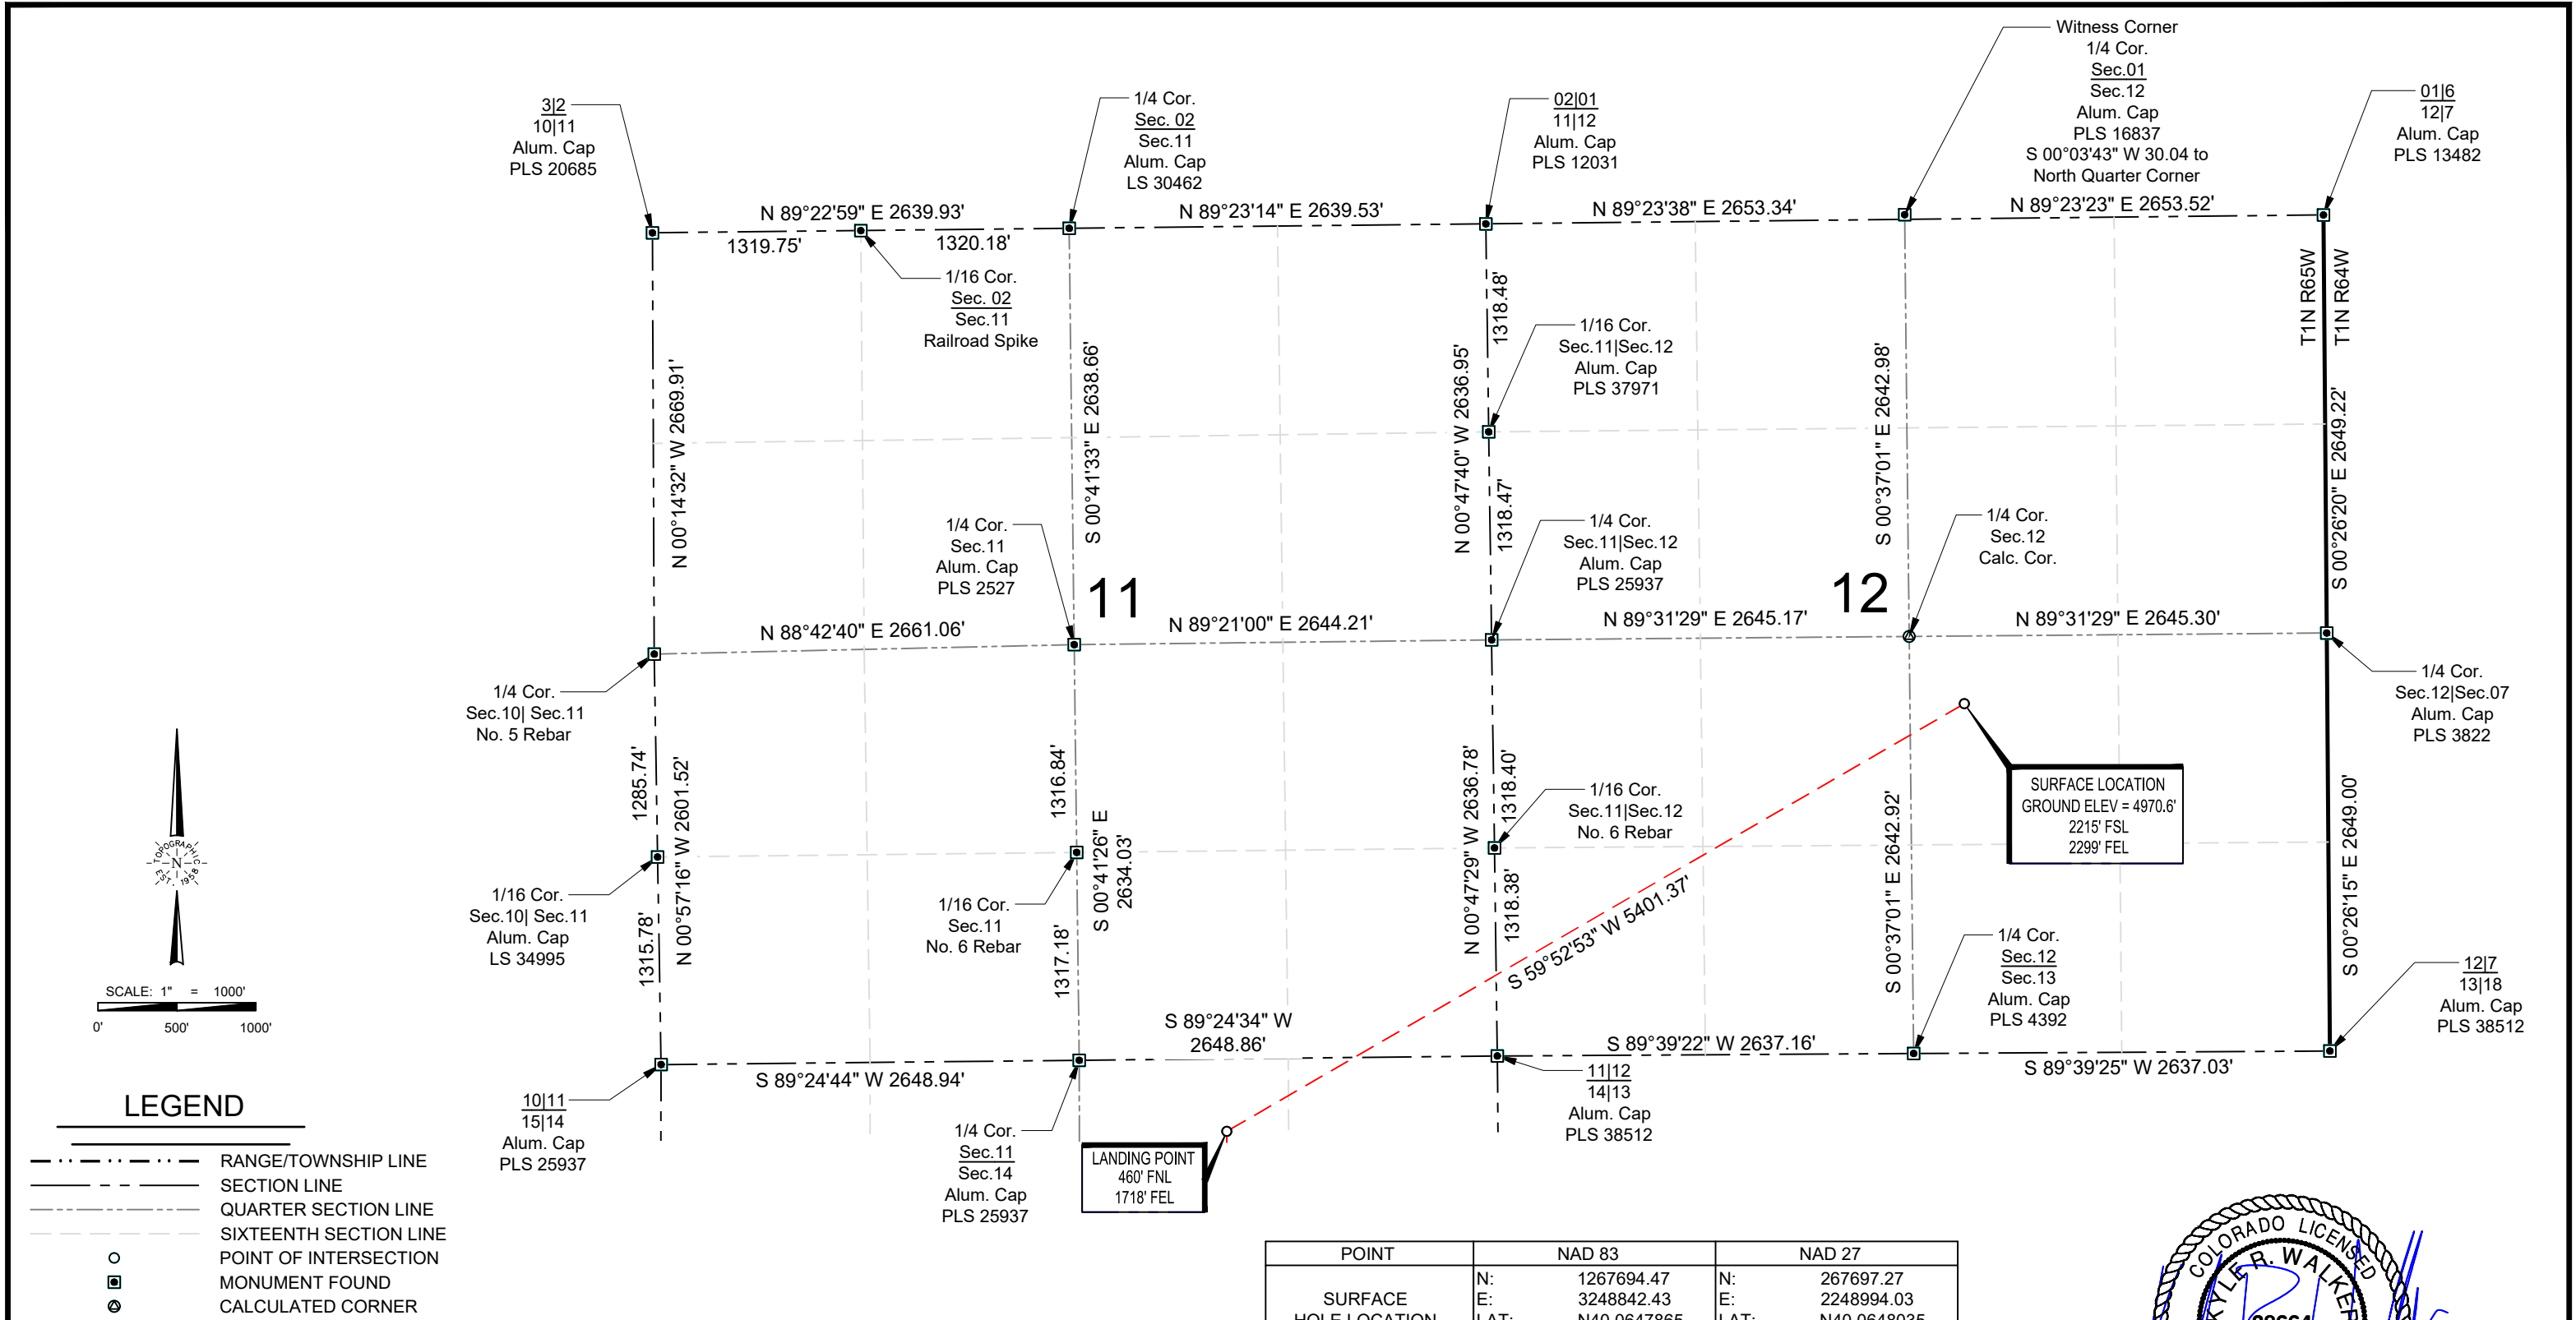 Witness Corner
1/4 Cor.
Sec.01
Sec.12
Alum. Cap
PLS 16837
S 00°03'43" W 30.04 to
North Quarter Corner
3|2
10|11
Alum. Cap
PLS 20685
1/4 Cor.
Sec. 02
Sec.11
Alum. Cap
LS 30462
02|01
11|12
Alum. Cap
PLS 12031
01|6
12|7
Alum. Cap
PLS 13482
N 89°22'59" E 2639.93'
N 89°23'14" E 2639.53'
N 89°23'38" E 2653.34'
N 89°23'23" E 2653.52'
1319.75'
1320.18'
1/16 Cor.
Sec. 02
Sec.11
Railroad Spike
1318.48'
T1N R65W
T1N R64W
1/16 Cor.
Sec.11|Sec.12
Alum. Cap
PLS 37971
N 00°14'32" W 2669.91'
S 00°41'33" E 2638.66'
N 00°47'40" W 2636.95'
S 00°37'01" E 2642.98'
S 00°26'20" E 2649.22'
1318.47'
1/4 Cor.
Sec.11
Alum. Cap
PLS 2527
1/4 Cor.
Sec.11|Sec.12
Alum. Cap
PLS 25937
1/4 Cor.
Sec.12
Calc. Cor.
11
12
N 88°42'40" E 2661.06'
N 89°21'00" E 2644.21'
N 89°31'29" E 2645.17'
N 89°31'29" E 2645.30'
1/4 Cor.
Sec.10| Sec.11
No. 5 Rebar
1/4 Cor.
Sec.12|Sec.07
Alum. Cap
PLS 3822
1285.74'
N 00°57'16" W 2601.52'
1316.84'
S 00°41'26" E
2634.03'
N 00°47'29" W 2636.78'
1318.40'
1/16 Cor.
Sec.11|Sec.12
No. 6 Rebar
SURFACE LOCATION
GROUND ELEV = 4970.6'
2215' FSL
2299' FEL
S 00°37'01" E 2642.92'
S 00°26'15" E 2649.00'
TOPOGRAPHIC
N
EST. 1958
1/16 Cor.
Sec.10| Sec.11
Alum. Cap
LS 34995
1315.78'
1/16 Cor.
Sec.11
No. 6 Rebar
1317.18'
1318.38'
S 59°52'53" W 5401.37'
1/4 Cor.
Sec.12
Sec.13
Alum. Cap
PLS 4392
12|7
13|18
Alum. Cap
PLS 38512
SCALE: 1" = 1000'
0' 500' 1000'
S 89°24'34" W
2648.86'
S 89°39'22" W 2637.16'
S 89°39'25" W 2637.03'
S 89°24'44" W 2648.94'
10|11
15|14
Alum. Cap
PLS 25937
1/4 Cor.
Sec.11
Sec.14
Alum. Cap
PLS 25937
LANDING POINT
460' FNL
1718' FEL
11|12
14|13
Alum. Cap
PLS 38512
LEGEND
RANGE/TOWNSHIP LINE
SECTION LINE
QUARTER SECTION LINE
SIXTEENTH SECTION LINE
POINT OF INTERSECTION
MONUMENT FOUND
CALCULATED CORNER
POINT NAD 83 NAD 27
N: 1267694.47 N: 267697.27
SURFACE E: 3248842.43 E: 2248994.03
HOLE LOCATION LAT: N40.0647865 LAT: N40.0648035
COLORADO LICENSED
KYLE R. WALKER